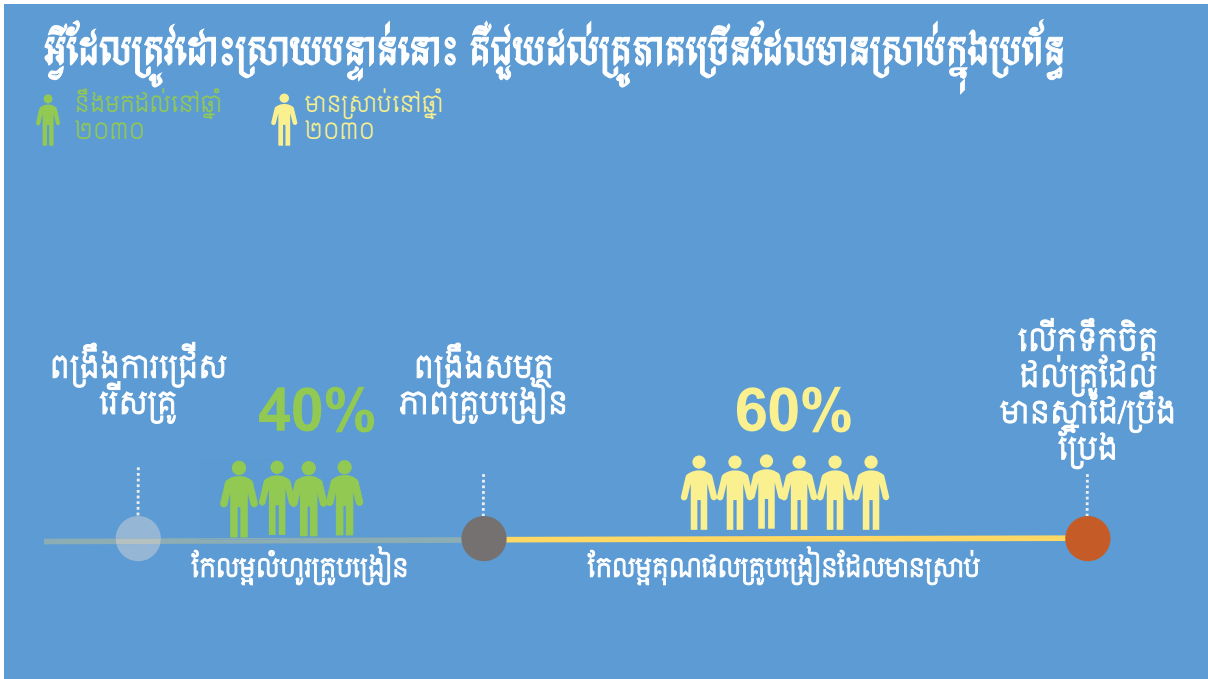 អ្វីដែលត្រូវដោះស្រាយបន្ទាន់នោះ គឺជួយដល់គ្រូភាគច្រើនដែលមានស្រាប់ក្នុងប្រព័ន្ធ
នឹងមកដល់នៅឆ្នាំ
២០៣០
មានស្រាប់នៅឆ្នាំ
២០៣០
ពង្រឹងការជ្រើស
រើសគ្រូ
40%
ពង្រឹងសមត្ថ
ភាពគ្រូបង្រៀន
60%
លើកទឹកចិត្ត
ដល់គ្រូដែល
មានស្នាដៃ/ប្រឹង
ប្រែង
កែលម្អលំហូរគ្រូបង្រៀន
កែលម្អគុណផលគ្រូបង្រៀនដែលមានស្រាប់